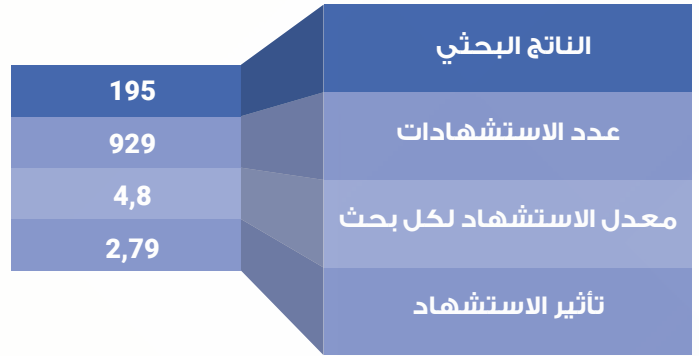 الناتج البحثي
195
عدد الاستشهادات
929
معدل الاستشهاد لكل بحث
4,8
تأثير الاستشهاد
2,79